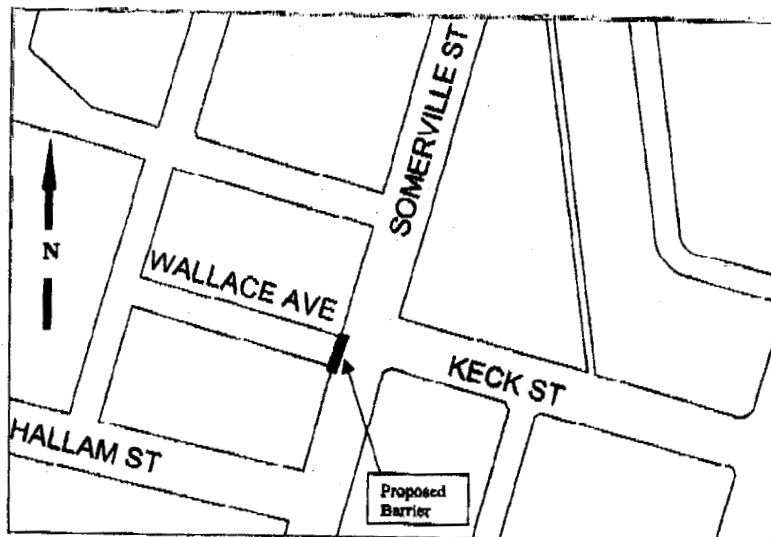 SOMERVILLE ST
N
WALLACE AVE
KECK ST
HALLAM ST
Proposed
Barrier